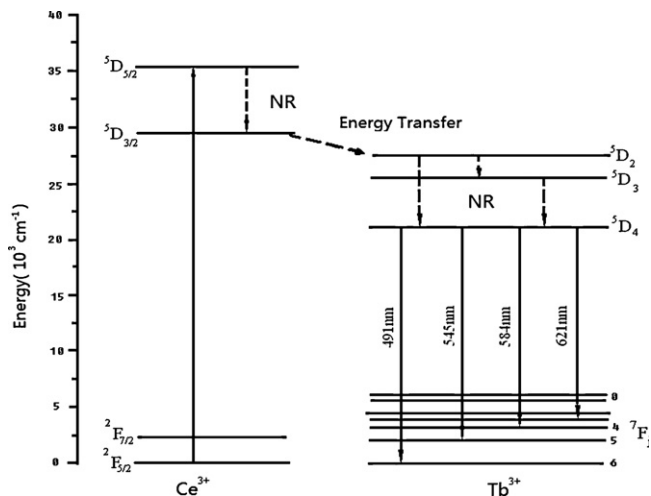 40
35
30
25
20
15
10
5
0
Energy( 10³ cm⁻¹)
⁵D5/2
NR
⁵D3/2
Energy Transfer
⁵D₂
⁵D₃
NR
⁵D₄
491nm
545nm
584nm
621nm
0
4
5
6
²F7/2
²F5/2
⁷F
Ce³⁺
Tb³⁺